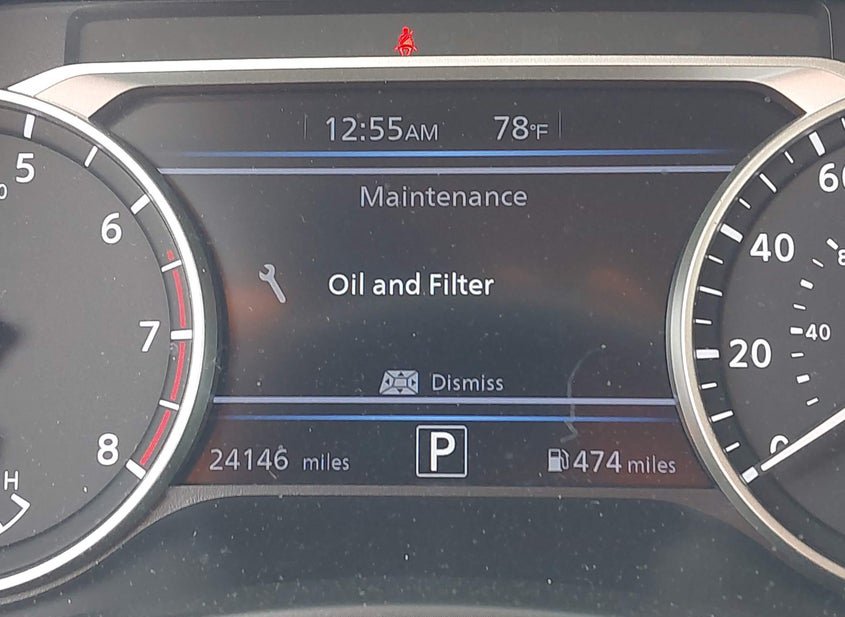 12:55AM 78°F
Maintenance
Oil and Filter
Dismiss
24146 miles P 474 miles
5
6
7
8
H
60
40
20
0
40